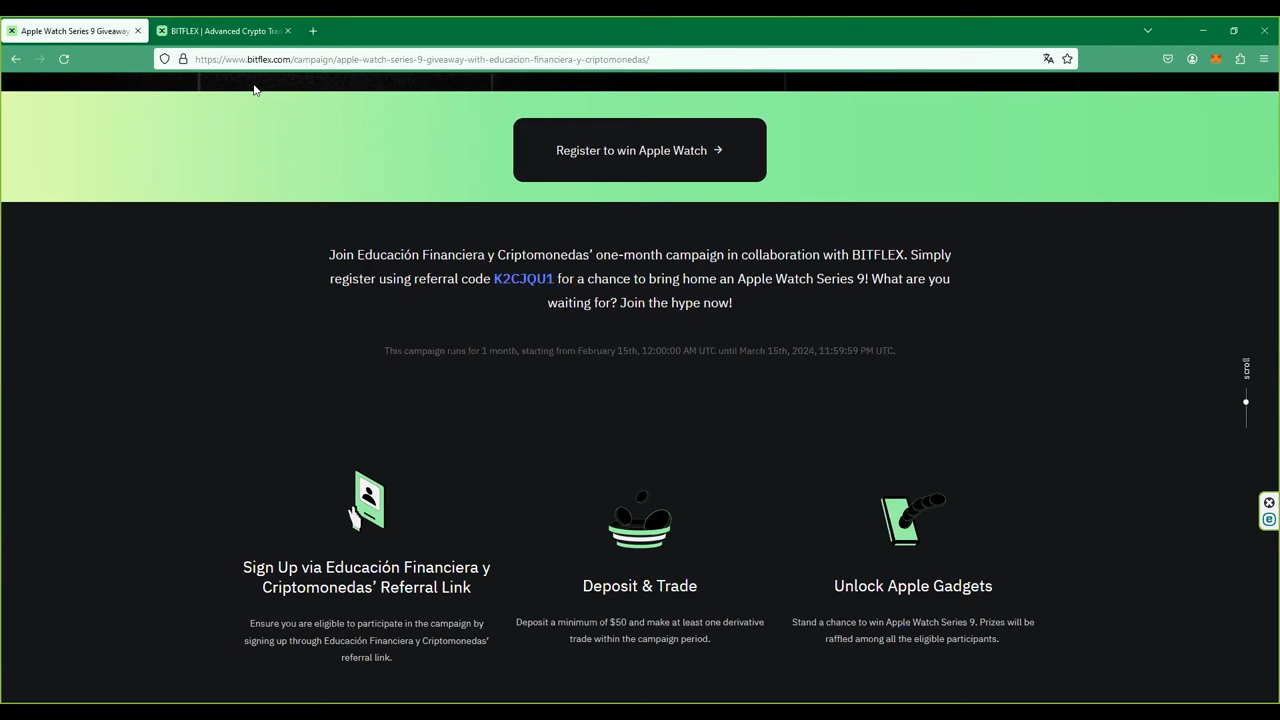 Apple Watch Series 9 Giveaway
BITFLEX | Advanced Crypto Trad
https://www.bitflex.com/campaign/apple-watch-series-9-giveaway-with-educacion-financiera-y-criptomonedas/
Register to win Apple Watch →
Join Educación Financiera y Criptomonedas’ one-month campaign in collaboration with BITFLEX. Simply
register using referral code K2CJQU1 for a chance to bring home an Apple Watch Series 9! What are you
waiting for? Join the hype now!
This campaign runs for 1 month, starting from February 15th, 12:00:00 AM UTC until March 15th, 2024, 11:59:59 PM UTC.
scroll
Sign Up via Educación Financiera y
Criptomonedas’ Referral Link
Ensure you are eligible to participate in the campaign by
signing up through Educación Financiera y Criptomonedas’
referral link.
Deposit & Trade
Deposit a minimum of $50 and make at least one derivative
trade within the campaign period.
Unlock Apple Gadgets
Stand a chance to win Apple Watch Series 9. Prizes will be
raffled among all the eligible participants.